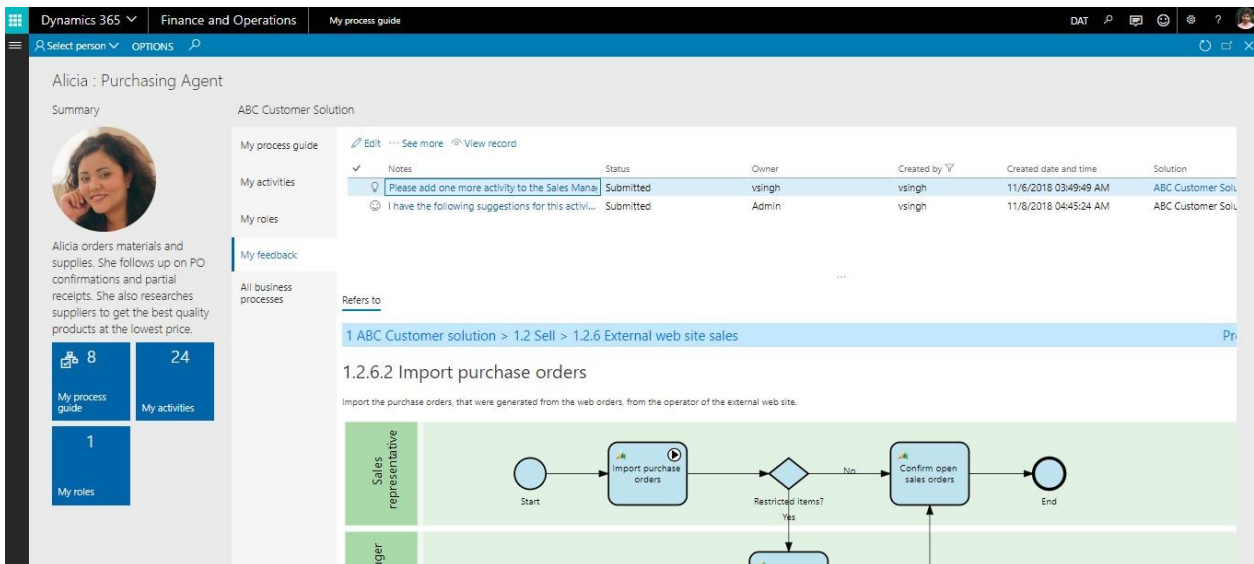 Dynamics 365 Finance and Operations My process guide DAT ?
Select person OPTIONS
Alicia : Purchasing Agent
Summary
ABC Customer Solution
Alicia orders materials and
supplies. She follows up on PO
confirmations and partial
receipts. She also researches
suppliers to get the best quality
products at the lowest price.
8
My process
guide
24
My activities
1
My roles
My process guide
My activities
My roles
My feedback
All business
processes
Edit ··· See more View record
Notes Status Owner Created by Created date and time Solution
Please add one more activity to the Sales Submitted vsingh vsingh 11/6/2018 03:49:49 AM ABC Customer
I have the following suggestions for this activi... Submitted Admin vsingh 11/8/2018 04:45:24 AM ABC Customer
...
Refers to
1 ABC Customer solution > 1.2 Sell > 1.2.6 External web site sales
1.2.6.2 Import purchase orders
Import the purchase orders, that were generated from the web orders, from the operator of the external web site.
Sales
representative
Start
Import purchase
orders
Restricted items?
No
Yes
Confirm open
sales orders
End